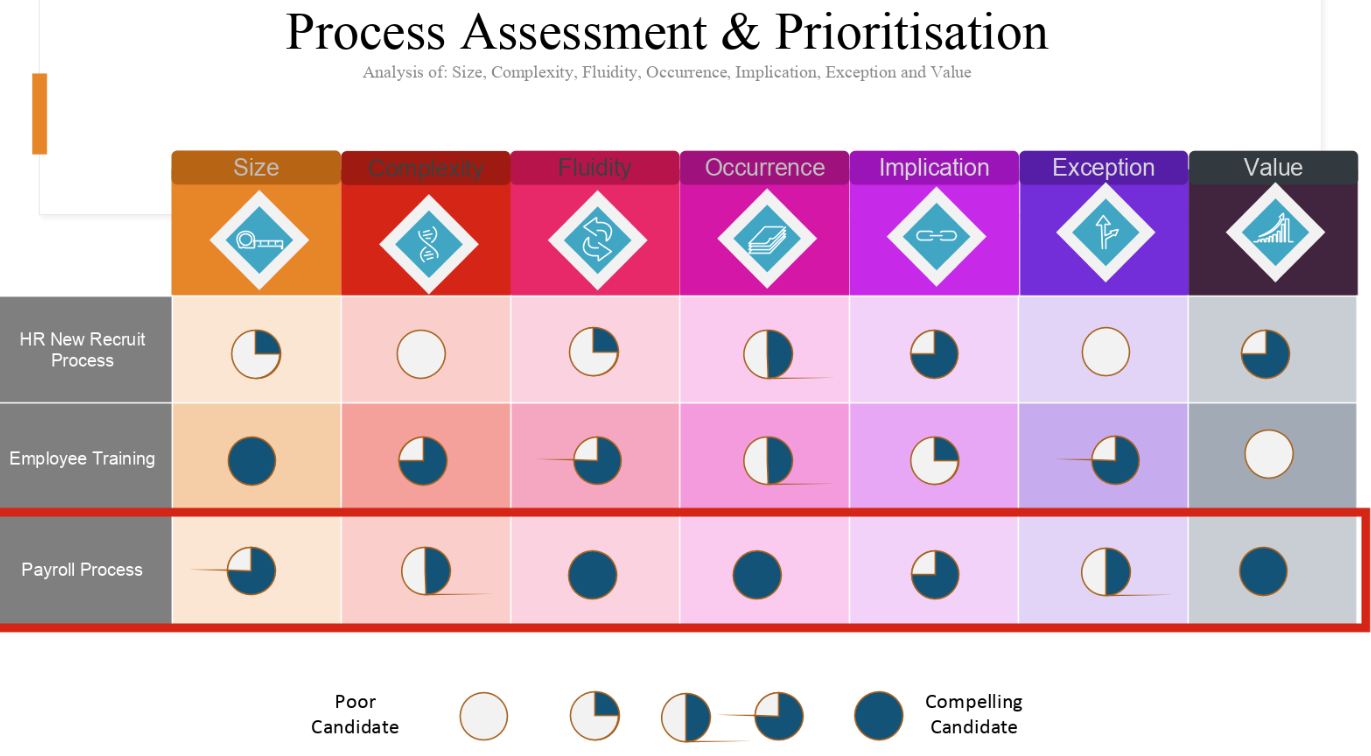 Process Assessment & Prioritisation
Analysis of: Size, Complexity, Fluidity, Occurrence, Implication, Exception and Value
Size Complexity Fluidity Occurrence Implication Exception Value
HR New Recruit
Process
Employee Training
Payroll Process
Poor
Candidate
Compelling
Candidate